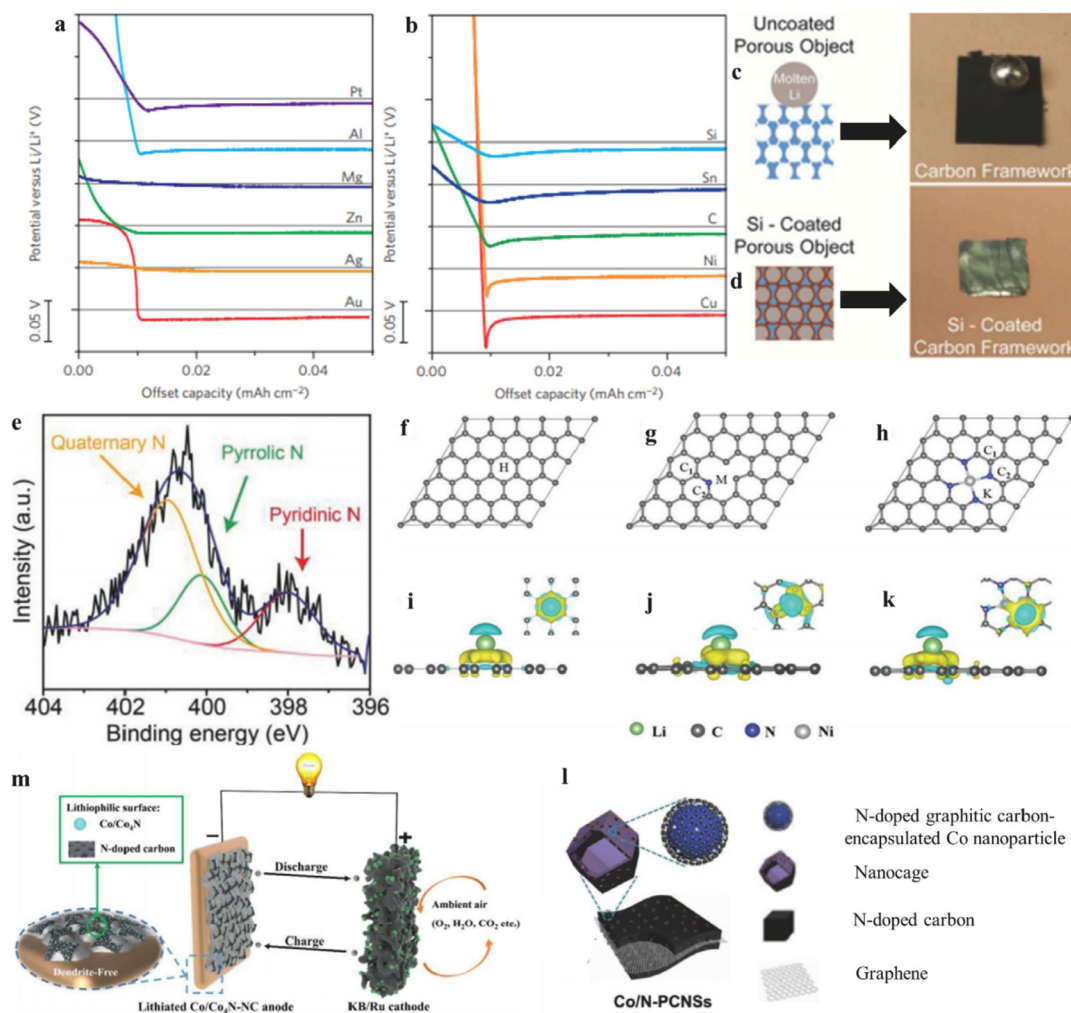 a
Potential versus Li/Li⁺ (V)
0.05 V
Pt
Al
Mg
Zn
Ag
Au
0.00
0.02
0.04
Offset capacity (mAh cm⁻²)
b
Potential versus Li/Li⁺ (V)
0.05 V
Si
Sn
C
Ni
Cu
0.00
0.02
0.04
Offset capacity (mAh cm⁻²)
Uncoated
Porous Object
c
Molten
Li
Carbon Framework
Si - Coated
Porous Object
d
Si - Coated
Carbon Framework
e
Quaternary N
Pyrrolic N
Pyridinic N
Intensity (a.u.)
404
402
400
398
396
Binding energy (eV)
f
H
g
C₁
M
C₂
h
C₁
C₂
K
i
j
k
Li
C
N
Ni
m
Lithiophilic surface:
Co/Co₄N
N-doped carbon
−
+
Discharge
Charge
Ambient air
(O₂, H₂O, CO₂ etc.)
Dendrite-Free
Lithiated Co/Co₄N-NC anode
KB/Ru cathode
l
Co/N-PCNSs
N-doped graphitic carbon-
encapsulated Co nanoparticle
Nanocage
N-doped carbon
Graphene